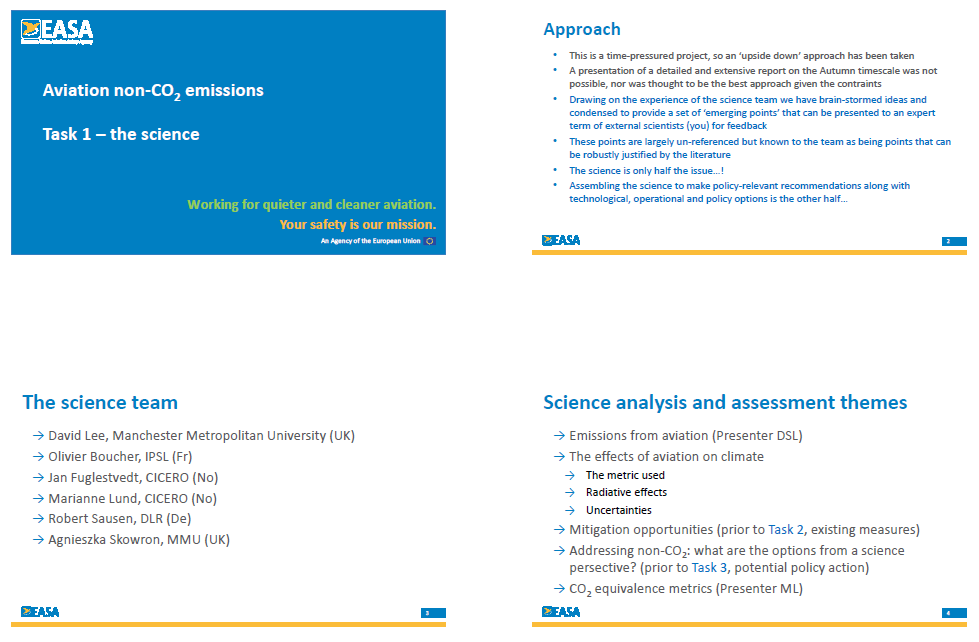 EASA
Aviation non-CO2 emissions
Task 1 – the science
Working for quieter and cleaner aviation.
Your safety is our mission.
An Agency of the European Union
Approach
• This is a time-pressured project, so an ‘upside down’ approach has been taken
• A presentation of a detailed and extensive report on the Autumn timescale was not
possible, nor was thought to be the best approach given the contraints
• Drawing on the experience of the science team we have brain-stormed ideas and
condensed to provide a set of ‘emerging points’ that can be presented to an expert
term of external scientists (you) for feedback
• These points are largely un-referenced but known to the team as being points that can
be robustly justified by the literature
• The science is only half the issue...!
• Assembling the science to make policy-relevant recommendations along with
technological, operational and policy options is the other half...
EASA
2
The science team
→ David Lee, Manchester Metropolitan University (UK)
→ Olivier Boucher, IPSL (Fr)
→ Jan Fuglestvedt, CICERO (No)
→ Marianne Lund, CICERO (No)
→ Robert Sausen, DLR (De)
→ Agnieszka Skowron, MMU (UK)
EASA
3
Science analysis and assessment themes
→ Emissions from aviation (Presenter DSL)
→ The effects of aviation on climate
→ The metric used
→ Radiative effects
→ Uncertainties
→ Mitigation opportunities (prior to Task 2, existing measures)
→ Addressing non-CO2: what are the options from a science
persective? (prior to Task 3, potential policy action)
→ CO2 equivalence metrics (Presenter ML)
EASA
4